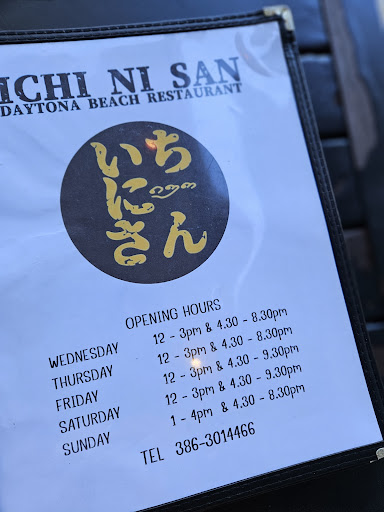 ICHI NI SAN
DAYTONA BEACH RESTAURANT
いち
に
さん
OPENING HOURS
WEDNESDAY 12 - 3pm & 4.30 - 8.30pm
THURSDAY 12 - 3pm & 4.30 - 8.30pm
FRIDAY 12 - 3pm & 4.30 - 9.30pm
SATURDAY 12 - 3pm & 4.30 - 9.30pm
SUNDAY 1 - 4pm & 4.30 - 8.30pm
TEL 386-3014466